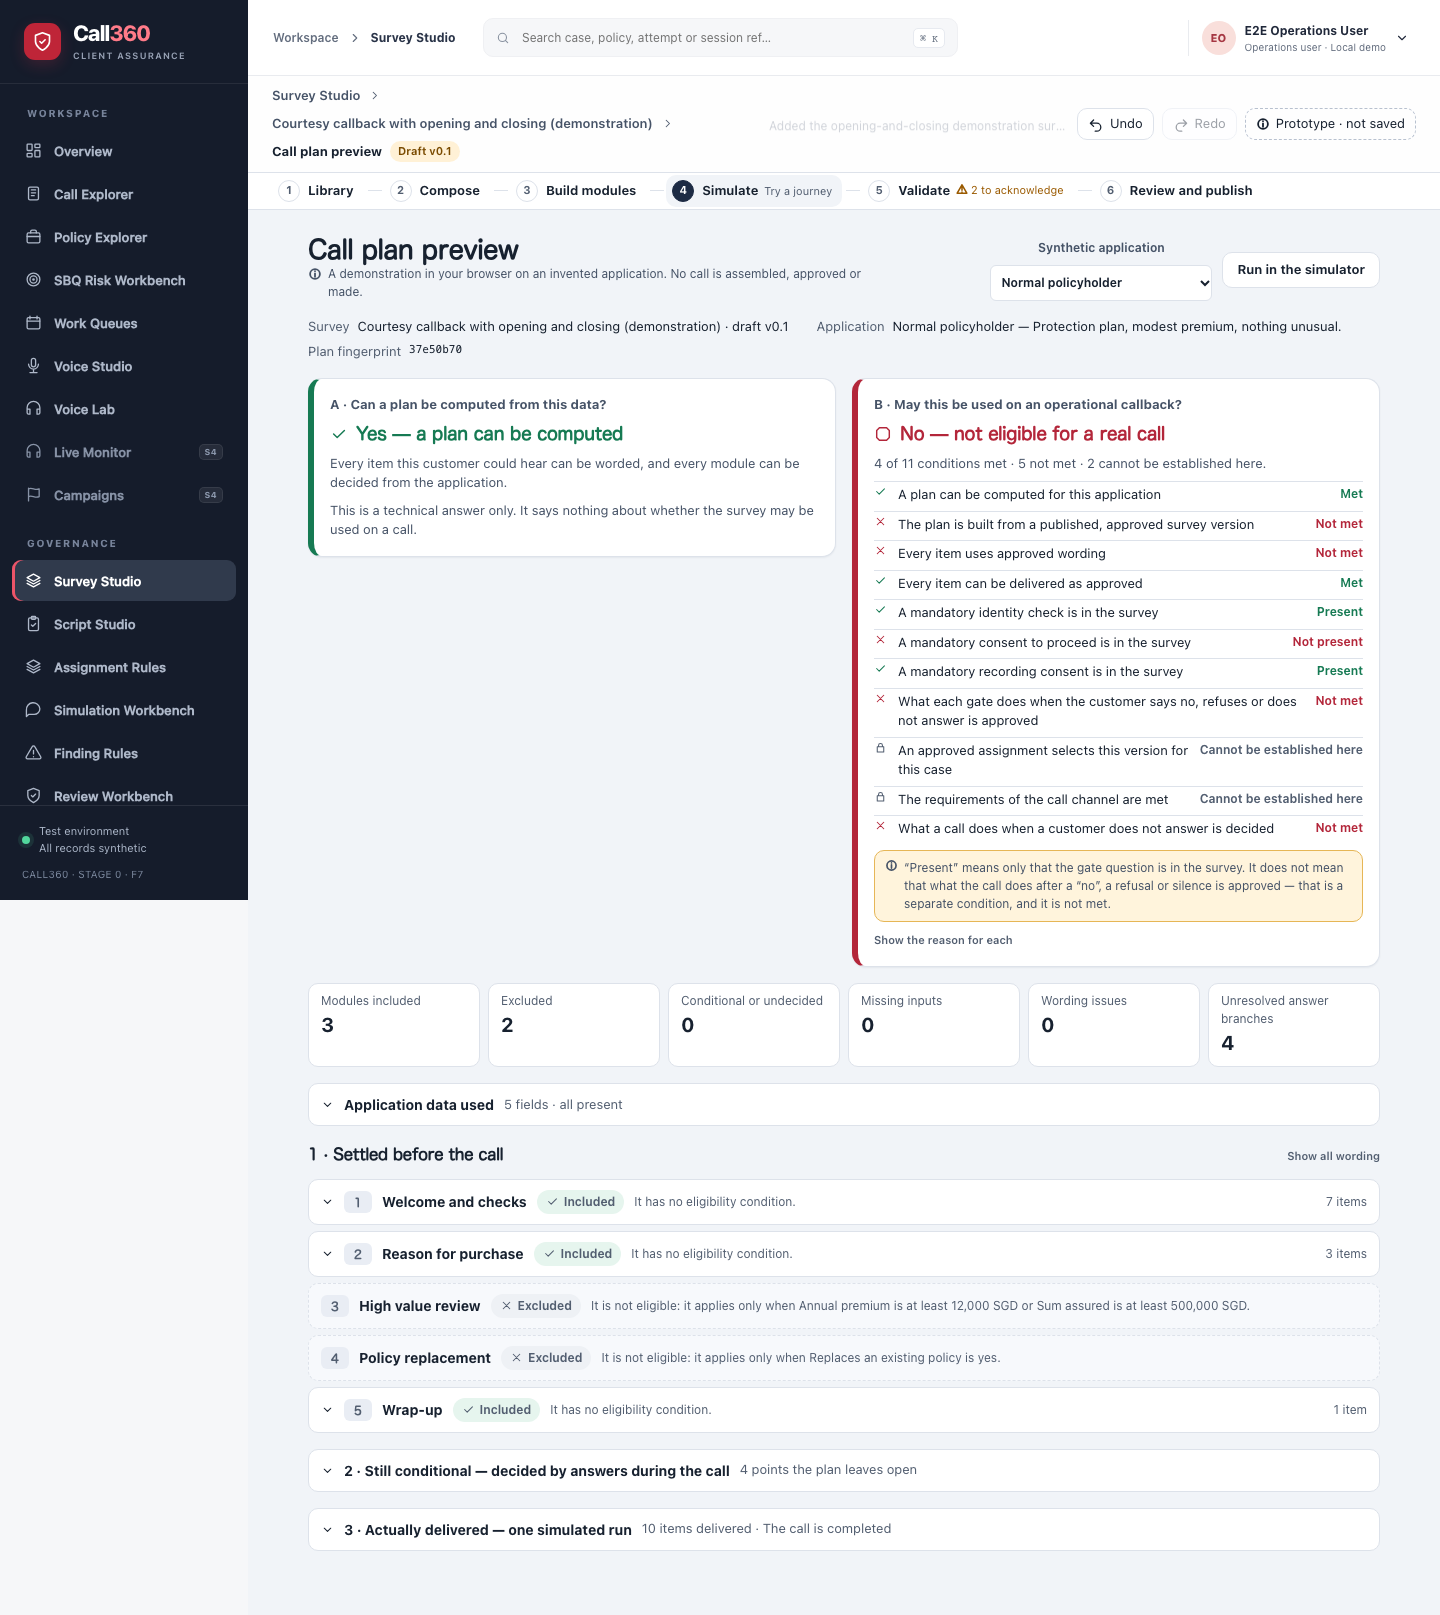 Call360
CLIENT ASSURANCE
WORKSPACE
Overview
Call Explorer
Policy Explorer
SBQ Risk Workbench
Work Queues
Voice Studio
Voice Lab
Live Monitor S4
Campaigns S4
GOVERNANCE
Survey Studio
Script Studio
Assignment Rules
Simulation Workbench
Finding Rules
Review Workbench
Test environment
All records synthetic
CALL360 · STAGE 0 · F7
Workspace Survey Studio
Search case, policy, attempt or session ref...
⌘ K
EO
E2E Operations User
Operations user · Local demo
Survey Studio
Courtesy callback with opening and closing (demonstration)
Call plan preview Draft v0.1
Added the opening-and-closing demonstration sur...
Undo
Redo
Prototype · not saved
1 Library
2 Compose
3 Build modules
4 Simulate Try a journey
5 Validate 2 to acknowledge
6 Review and publish
Call plan preview
A demonstration in your browser on an invented application. No call is assembled, approved or
made.
Synthetic application
Normal policyholder
Run in the simulator
Survey Courtesy callback with opening and closing (demonstration) · draft v0.1
Application Normal policyholder — Protection plan, modest premium, nothing unusual.
Plan fingerprint 37e50b70
A · Can a plan be computed from this data?
Yes — a plan can be computed
Every item this customer could hear can be worded, and every module can be
decided from the application.
This is a technical answer only. It says nothing about whether the survey may be
used on a call.
B · May this be used on an operational callback?
No — not eligible for a real call
4 of 11 conditions met · 5 not met · 2 cannot be established here.
A plan can be computed for this application Met
The plan is built from a published, approved survey version Not met
Every item uses approved wording Not met
Every item can be delivered as approved Met
A mandatory identity check is in the survey Present
A mandatory consent to proceed is in the survey Not present
A mandatory recording consent is in the survey Present
What each gate does when the customer says no, refuses or does Not met
not answer is approved
An approved assignment selects this version for Cannot be established here
this case
The requirements of the call channel are met Cannot be established here
What a call does when a customer does not answer is decided Not met
“Present” means only that the gate question is in the survey. It does not mean
that what the call does after a “no”, a refusal or silence is approved — that is a
separate condition, and it is not met.
Show the reason for each
Modules included
3
Excluded
2
Conditional or undecided
0
Missing inputs
0
Wording issues
0
Unresolved answer
branches
4
Application data used 5 fields · all present
1 · Settled before the call
Show all wording
1 Welcome and checks Included It has no eligibility condition. 7 items
2 Reason for purchase Included It has no eligibility condition. 3 items
3 High value review Excluded It is not eligible: it applies only when Annual premium is at least 12,000 SGD or Sum assured is at least 500,000 SGD.
4 Policy replacement Excluded It is not eligible: it applies only when Replaces an existing policy is yes.
5 Wrap-up Included It has no eligibility condition. 1 item
2 · Still conditional — decided by answers during the call 4 points the plan leaves open
3 · Actually delivered — one simulated run 10 items delivered · The call is completed